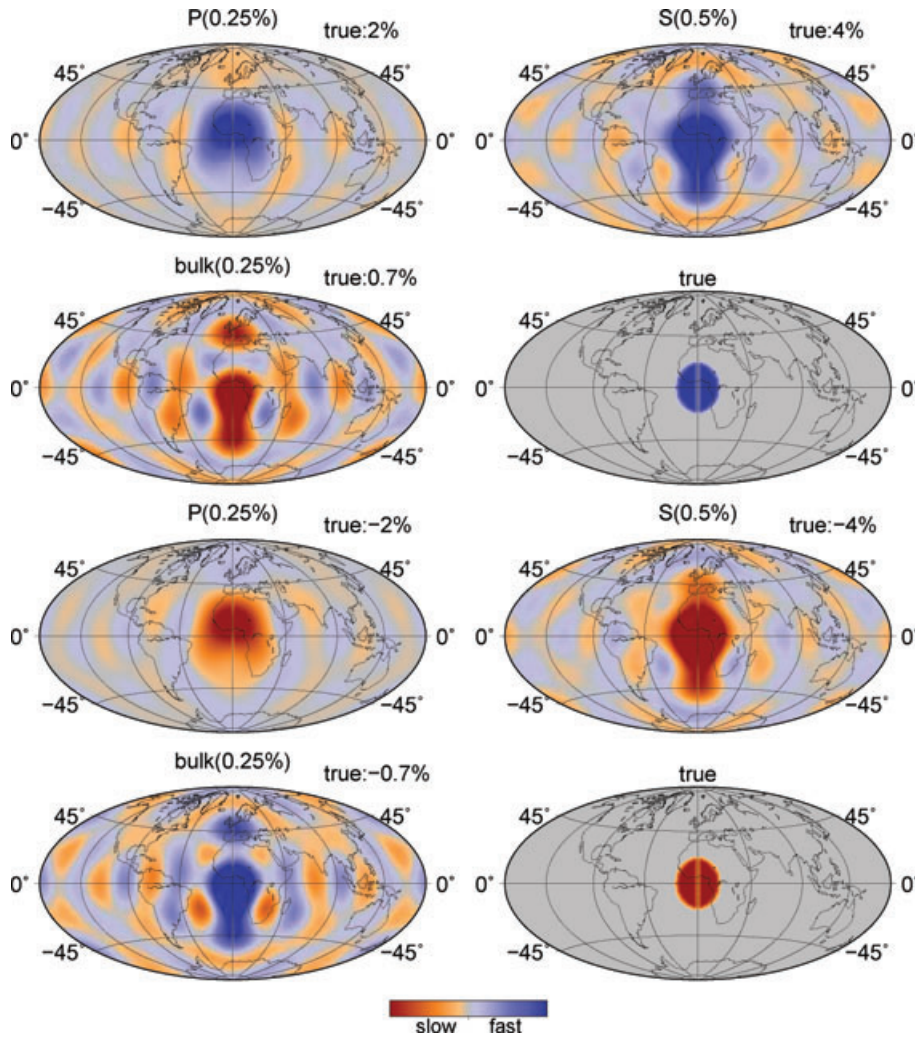 P(0.25%) true:2% S(0.5%) true:4%
45° 45° 45° 45°
0° 0° 0° 0°
−45° −45° −45° −45°
bulk(0.25%) true:0.7% true
45° 45° 45° 45°
0° 0° 0° 0°
−45° −45° −45° −45°
P(0.25%) true:−2% S(0.5%) true:−4%
45° 45° 45° 45°
0° 0° 0° 0°
−45° −45° −45° −45°
bulk(0.25%) true:−0.7% true
45° 45° 45° 45°
0° 0° 0° 0°
−45° −45° −45° −45°
slow fast